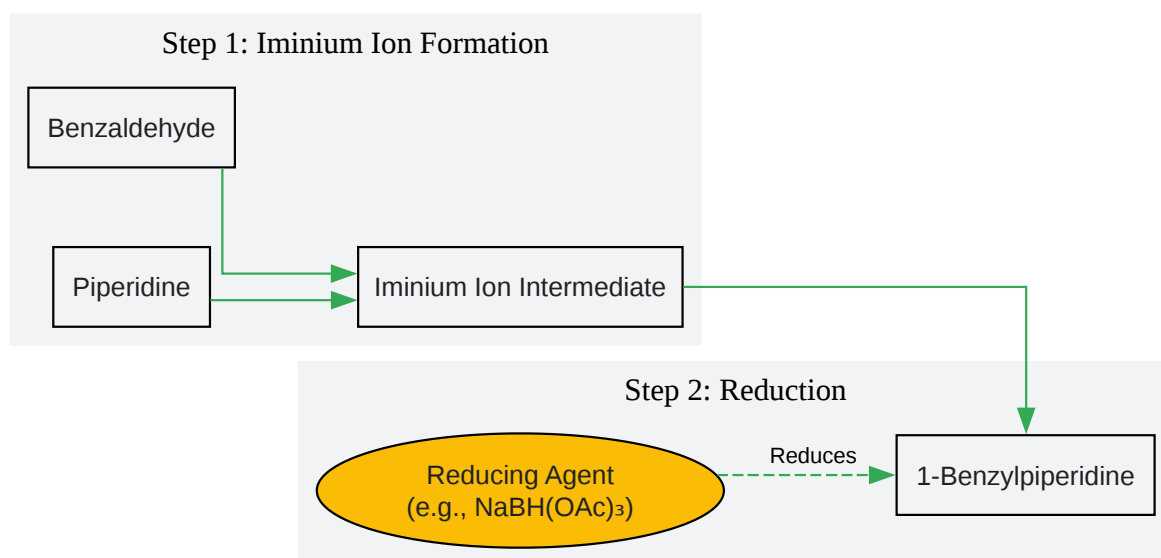 Step 1: Iminium Ion Formation
Benzaldehyde
Piperidine
Iminium Ion Intermediate
Step 2: Reduction
Reducing Agent
(e.g., NaBH(OAc)₃)
Reduces
1-Benzylpiperidine